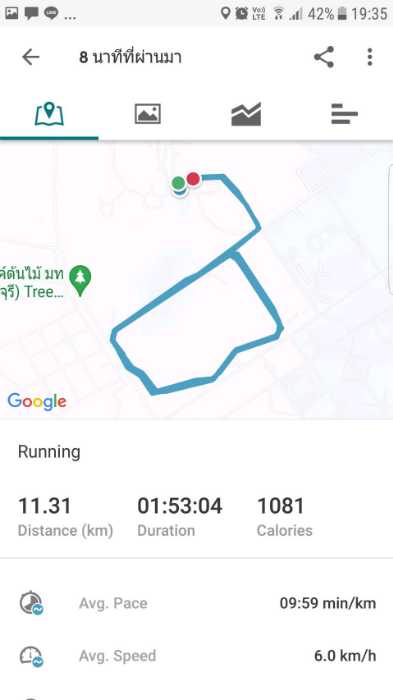 42% 19:35
8 นาทีที่ผ่านมา
ค์ต้นไม้ มท
จุรี) Tree...
Google
Running
11.31 01:53:04 1081
Distance (km) Duration Calories
Avg. Pace 09:59 min/km
Avg. Speed 6.0 km/h